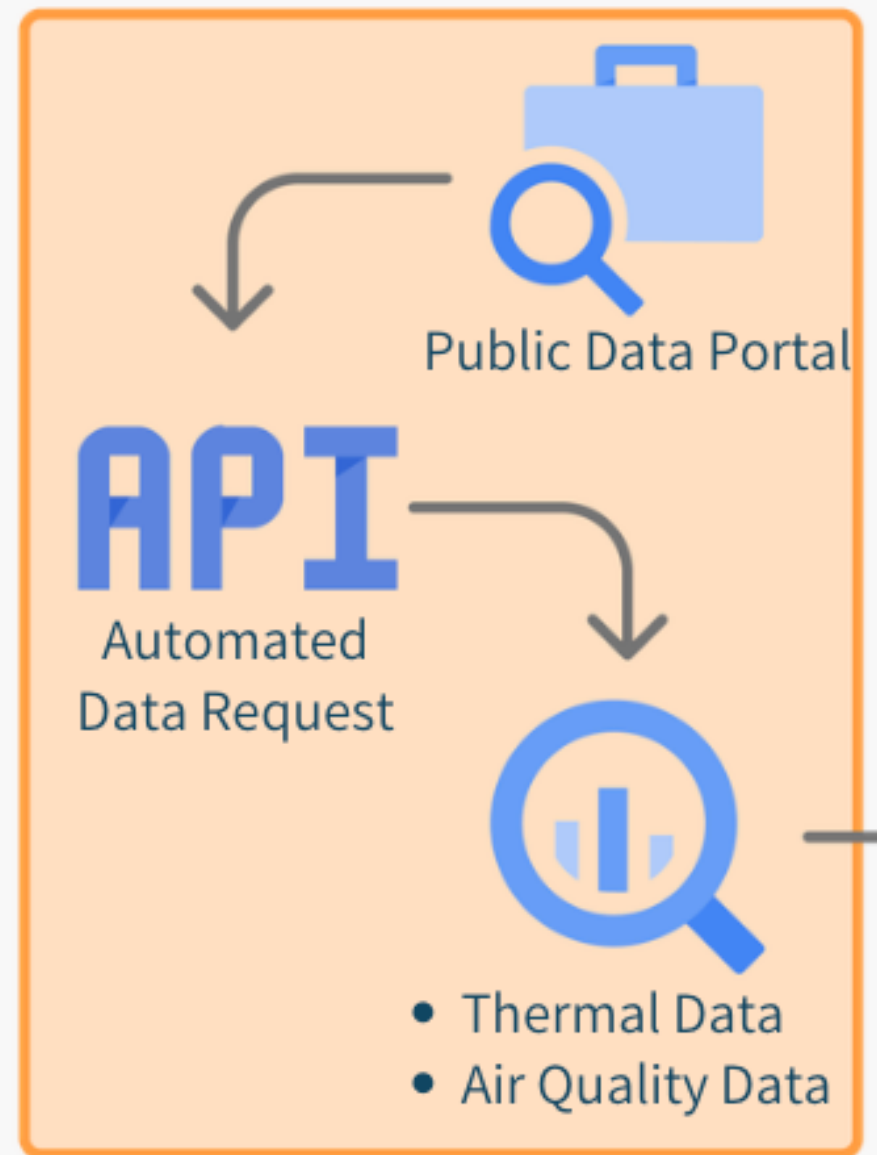 Public Data Portal
API
Automated
Data Request
• Thermal Data
• Air Quality Data